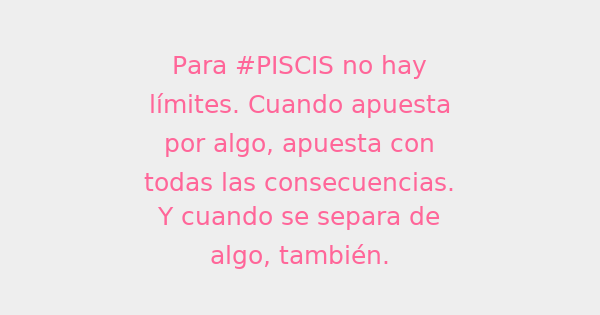 Para #PISCIS no hay
límites. Cuando apuesta
por algo, apuesta con
todas las consecuencias.
Y cuando se separa de
algo, también.